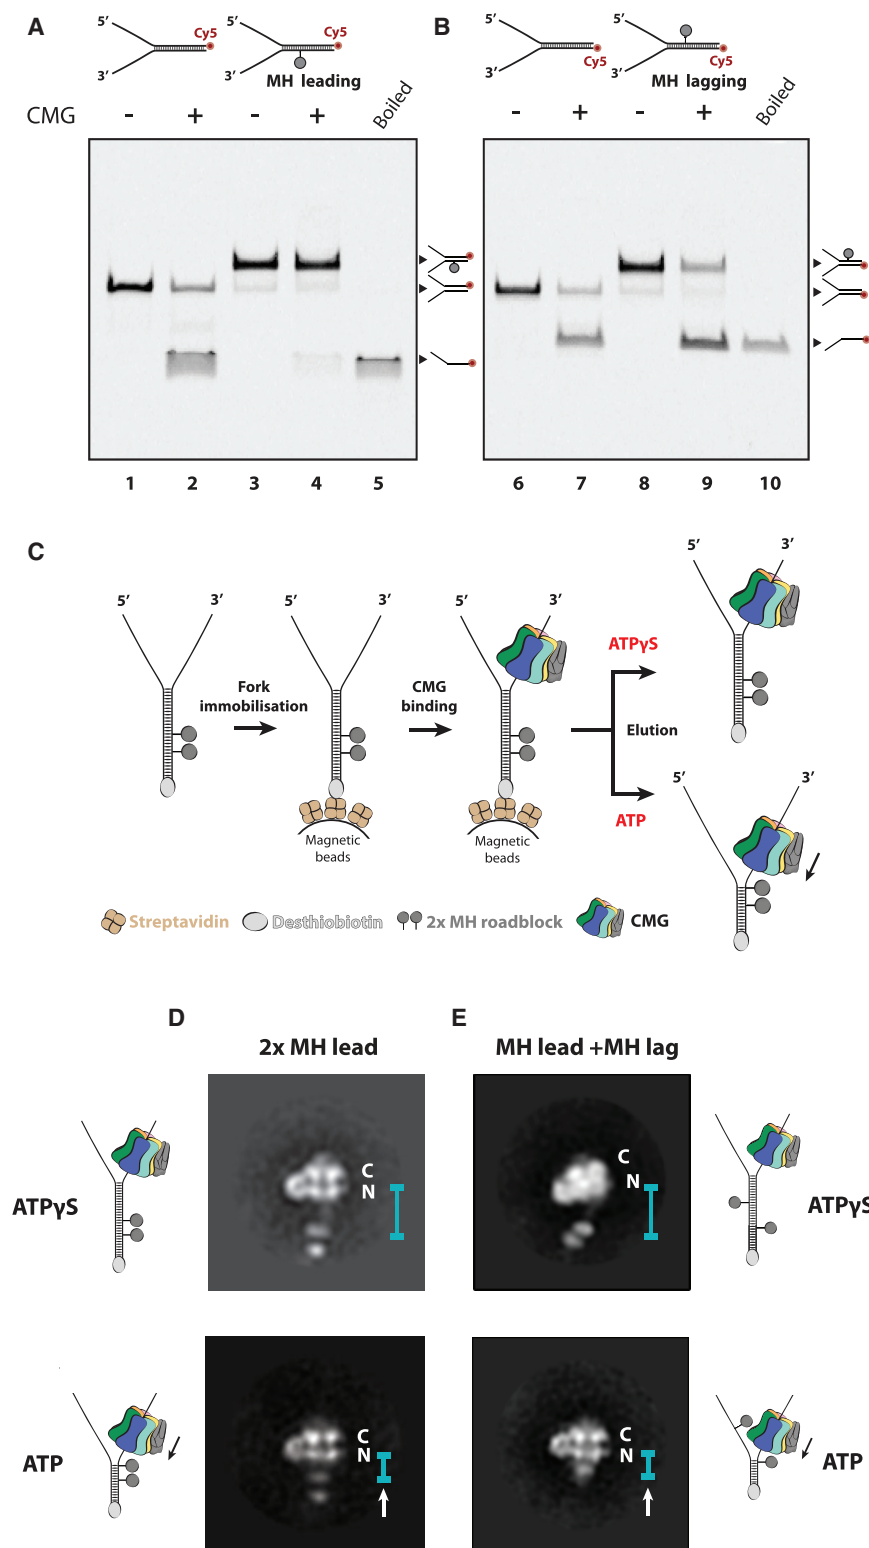 A
5′
3′
Cy5
Cy5
5′
3′
MH leading
CMG
-
+
-
+
Boiled
1
2
3
4
5
B
5′
3′
Cy5
5′
3′
Cy5
MH lagging
-
+
-
+
Boiled
6
7
8
9
10
C
5′
3′
Fork
immobilisation
5′
3′
Magnetic
beads
CMG
binding
5′
3′
Magnetic
beads
ATPγS
Elution
ATP
5′
3′
5′
3′
Streptavidin
Desthiobiotin
2x MH roadblock
CMG
D
2x MH lead
E
MH lead +MH lag
ATPγS
C
N
C
N
ATPγS
ATP
C
N
C
N
ATP